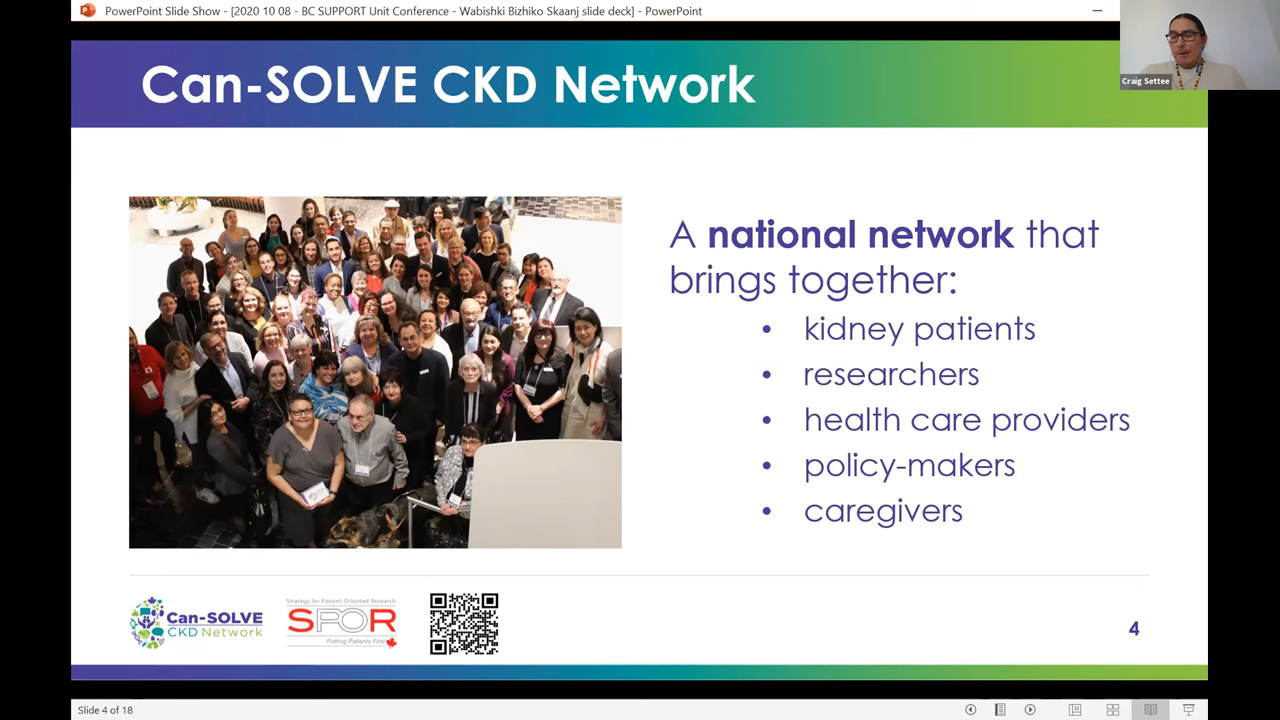 PowerPoint Slide Show - [2020 10 08 - BC SUPPORT Unit Conference - Wabishki Bizhiko Skaanj slide deck] - PowerPoint
Craig Settee
Can-SOLVE CKD Network
A national network that
brings together:
• kidney patients
• researchers
• health care providers
• policy-makers
• caregivers
Can-SOLVE
CKD Network
Strategy for Patient-Oriented Research
SPOR
Putting Patients First
4
Slide 4 of 18